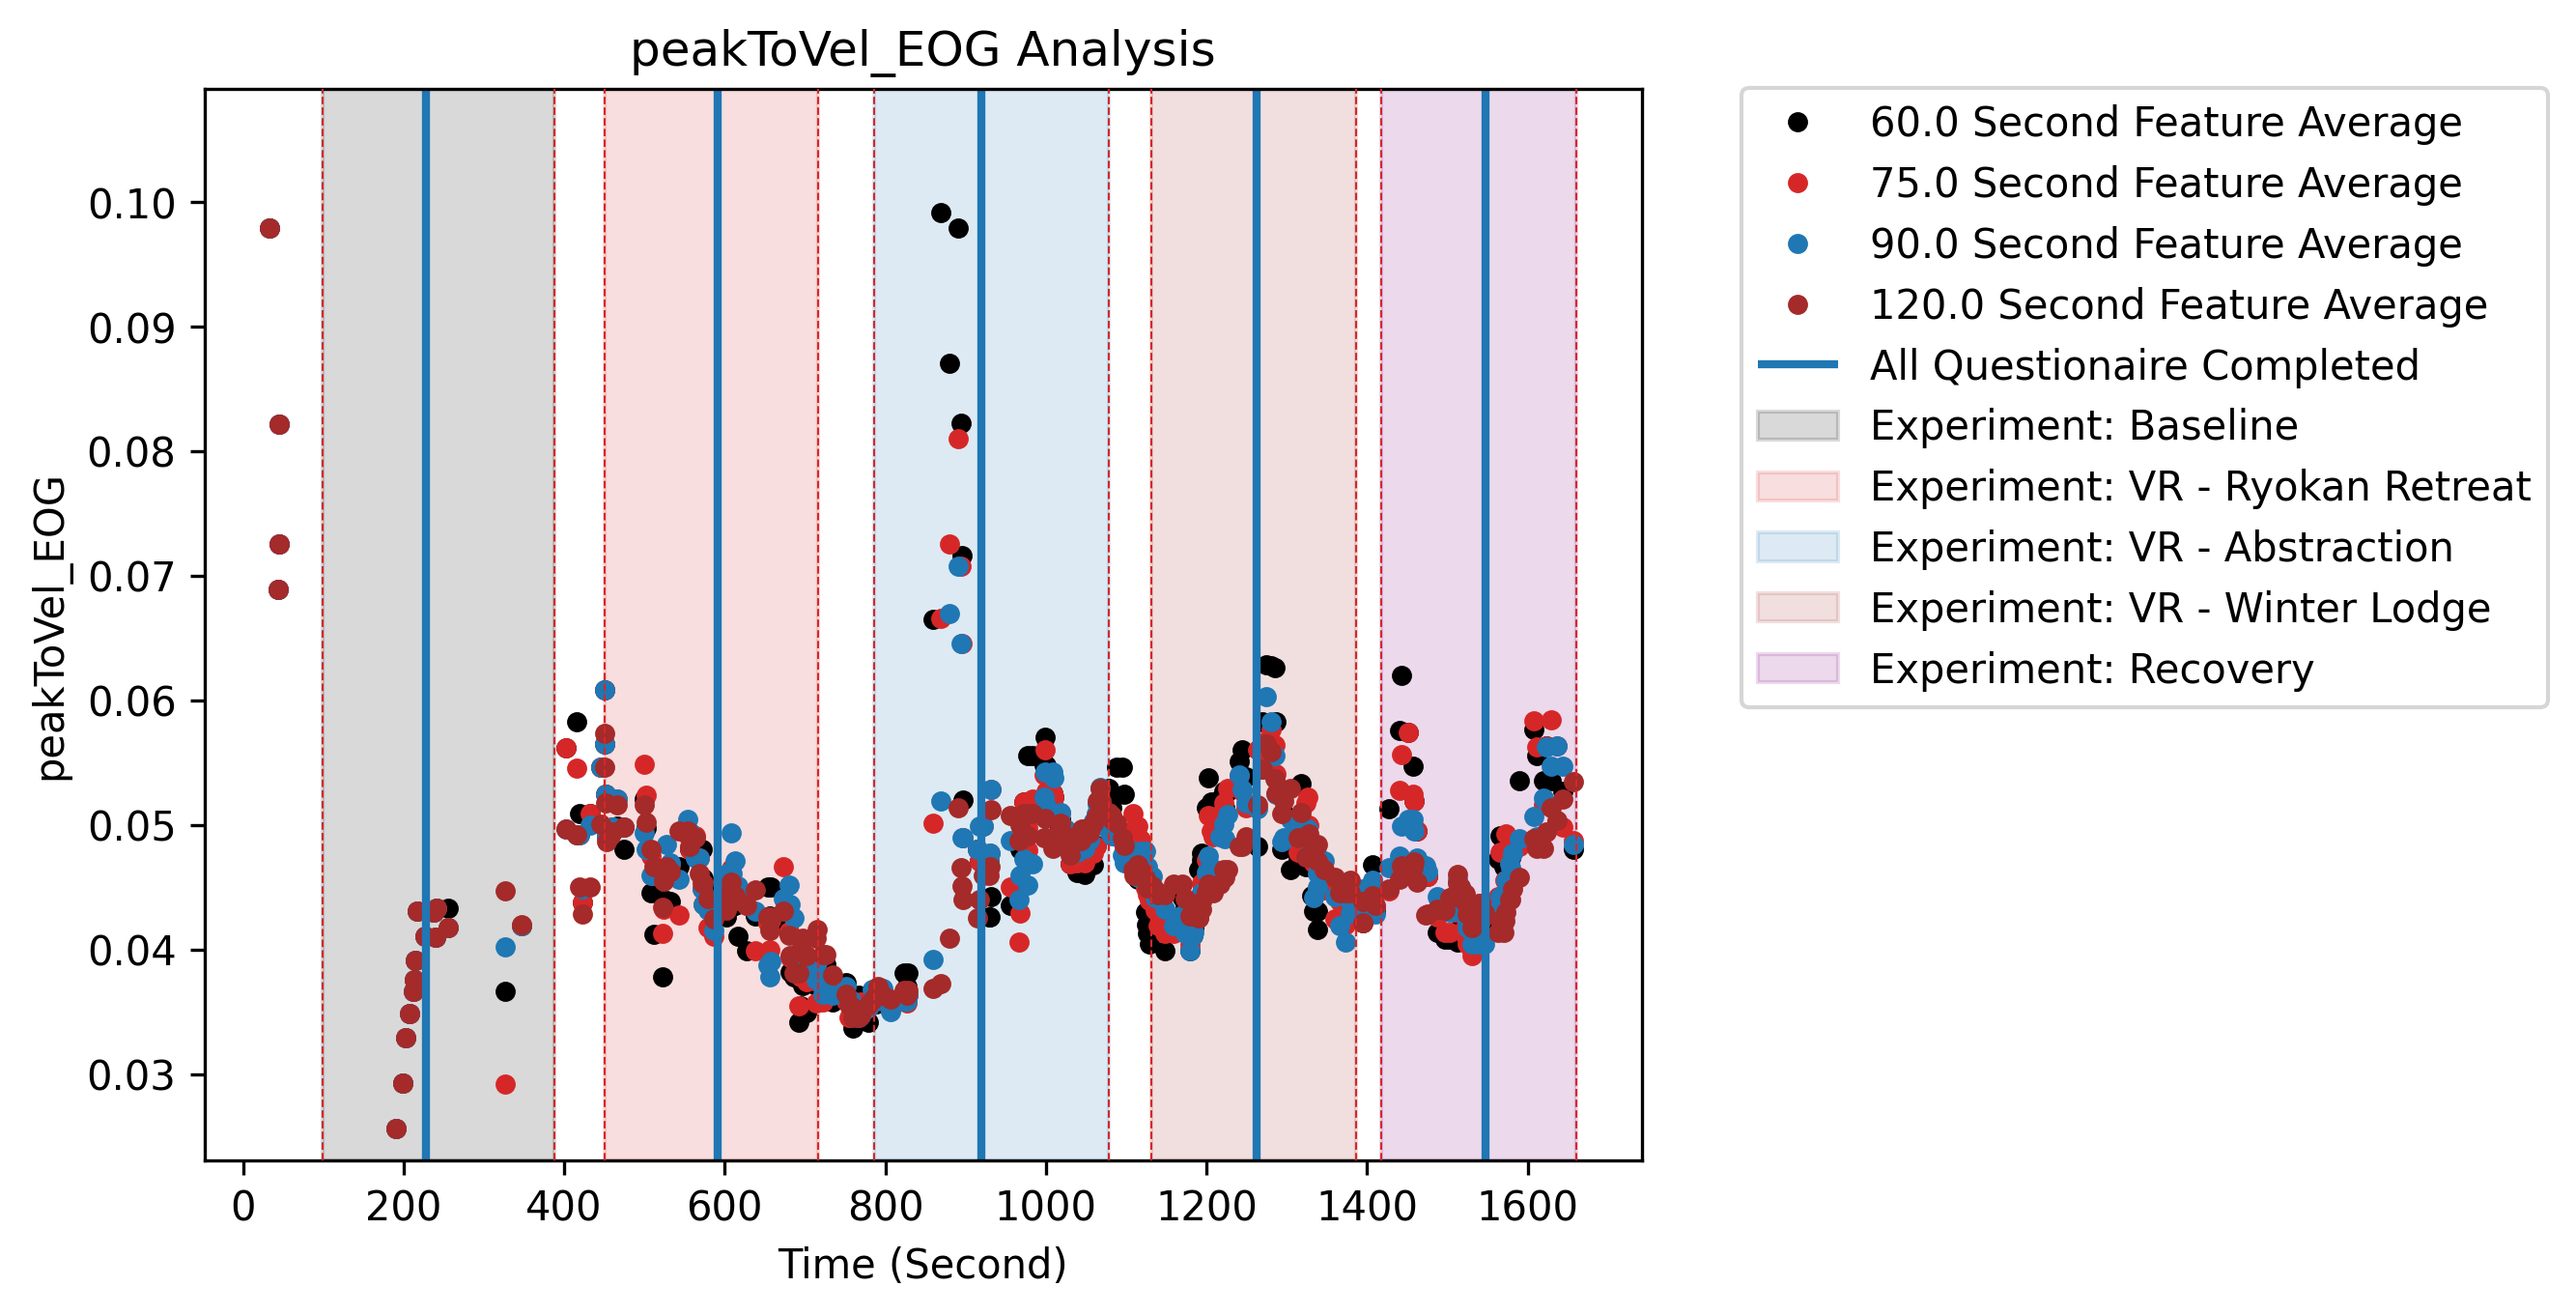 peakToVel_EOG Analysis
peakToVel_EOG
0.10
0.09
0.08
0.07
0.06
0.05
0.04
0.03
0 200 400 600 800 1000 1200 1400 1600
Time (Second)
60.0 Second Feature Average
75.0 Second Feature Average
90.0 Second Feature Average
120.0 Second Feature Average
All Questionaire Completed
Experiment: Baseline
Experiment: VR - Ryokan Retreat
Experiment: VR - Abstraction
Experiment: VR - Winter Lodge
Experiment: Recovery